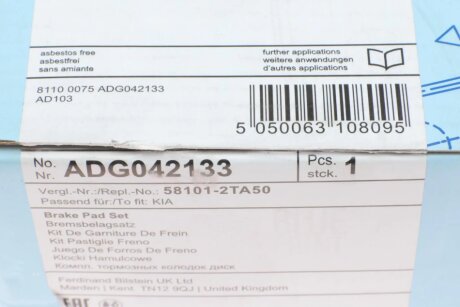 asbestos free
asbestfrei
sans amiante
further applications
weitere anwendungen
d'autres applications
8110 0075 ADG042133
AD103
5 050063 108095
No.
Nr.
ADG042133
Pcs.
stck.
1
Vergl.-Nr.:/Repl.-No.: 58101-2TA50
Passend für:/To fit: KIA
Brake Pad Set
Bremsbelagsatz
Kit De Garniture De Frein
Kit Pastiglie Freno
Juego De Forros De Freno
Klocki Hamulcowe
Компл. тормозных колодок диск
Ferdinand Bilstein UK Ltd
Marden | Kent TN12 9QJ | United Kingdom
EAC